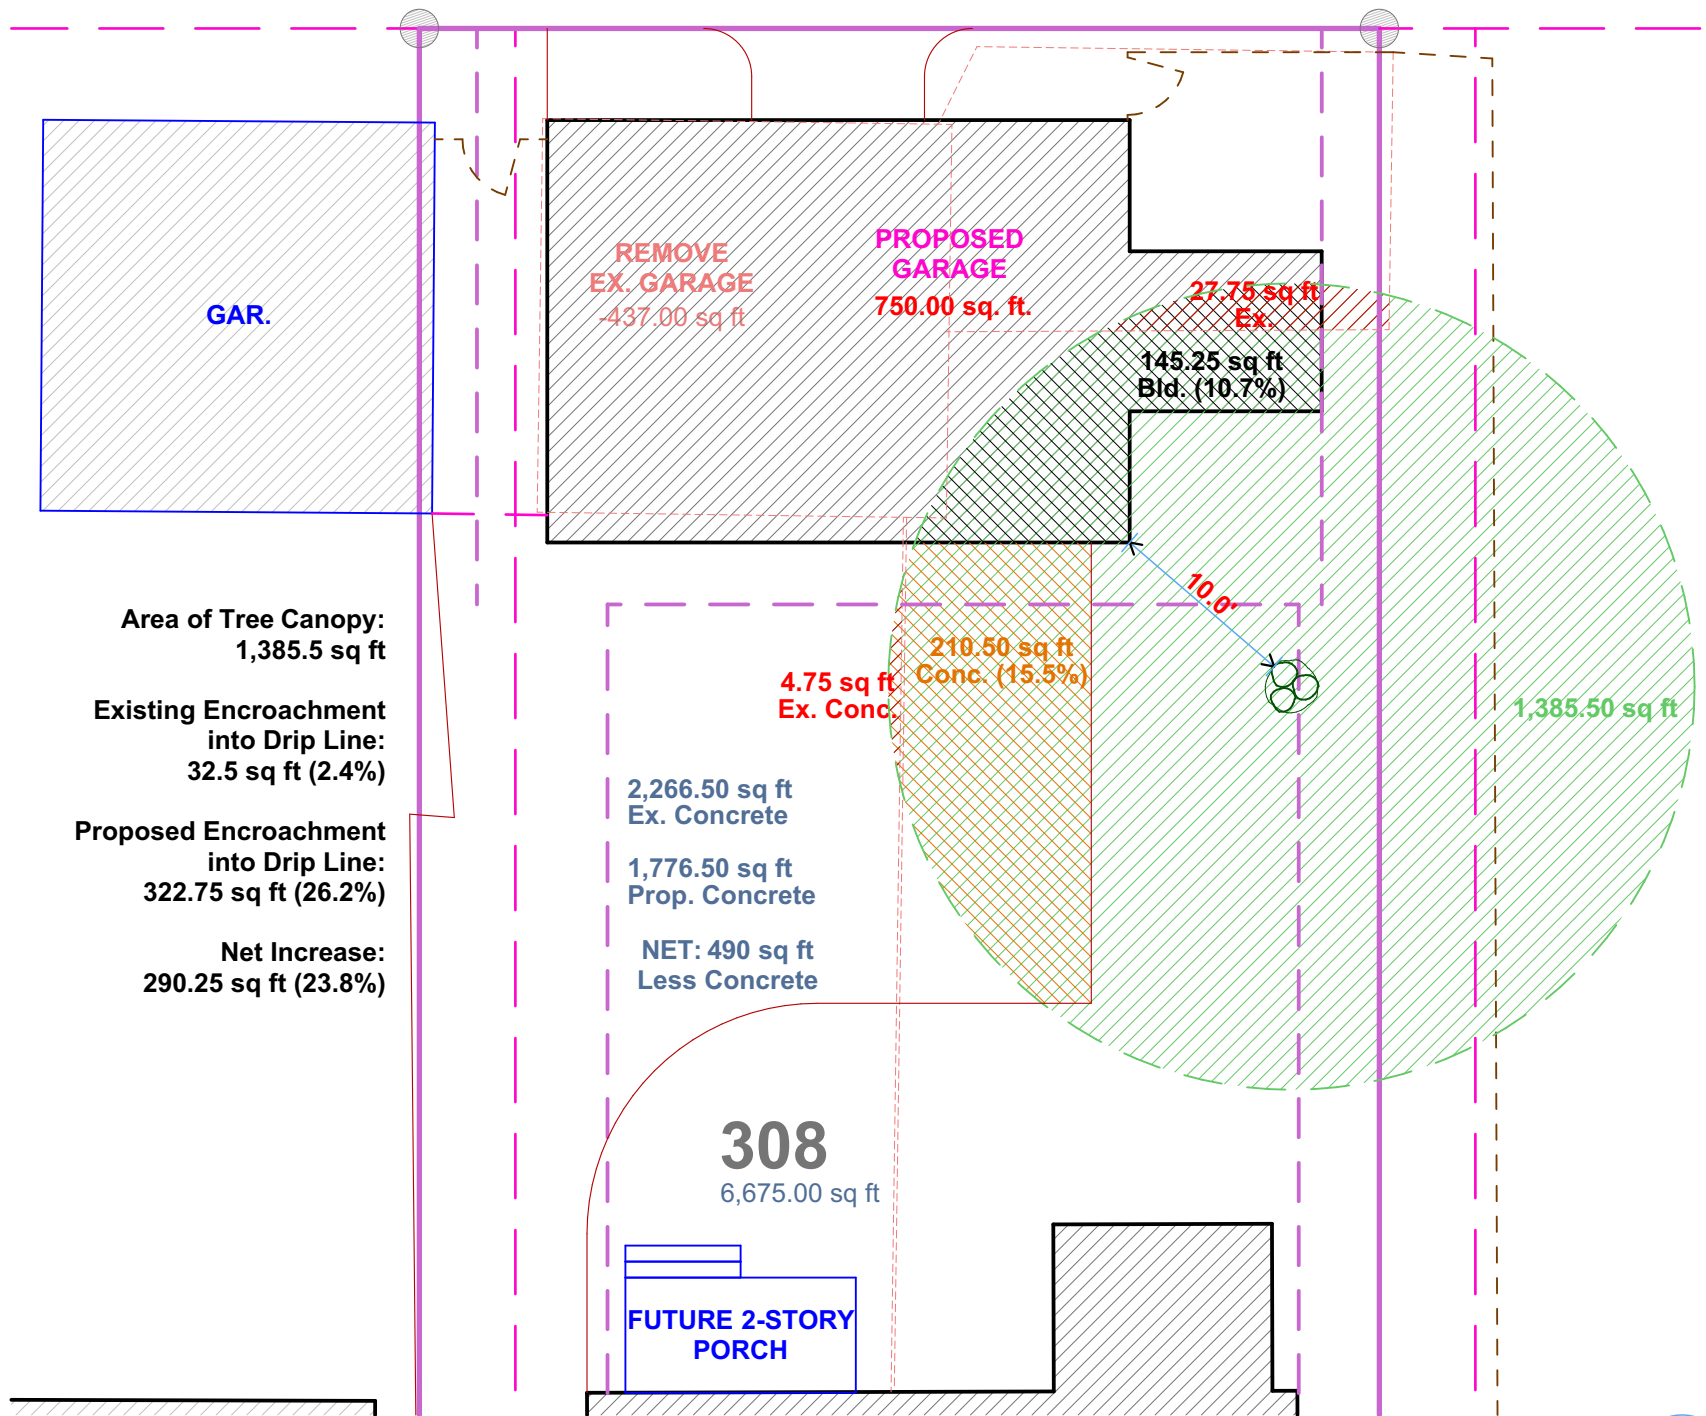 REMOVE
EX. GARAGE
-437.00 sq ft
PROPOSED
GARAGE
750.00 sq. ft.
27.75 sq ft
Ex.
GAR.
145.25 sq ft
Bld. (10.7%)
10.0'
Area of Tree Canopy:
1,385.5 sq ft
Existing Encroachment
into Drip Line:
32.5 sq ft (2.4%)
Proposed Encroachment
into Drip Line:
322.75 sq ft (26.2%)
Net Increase:
290.25 sq ft (23.8%)
210.50 sq ft
Conc. (15.5%)
4.75 sq ft
Ex. Conc.
1,385.50 sq ft
2,266.50 sq ft
Ex. Concrete
1,776.50 sq ft
Prop. Concrete
NET: 490 sq ft
Less Concrete
308
6,675.00 sq ft
FUTURE 2-STORY
PORCH